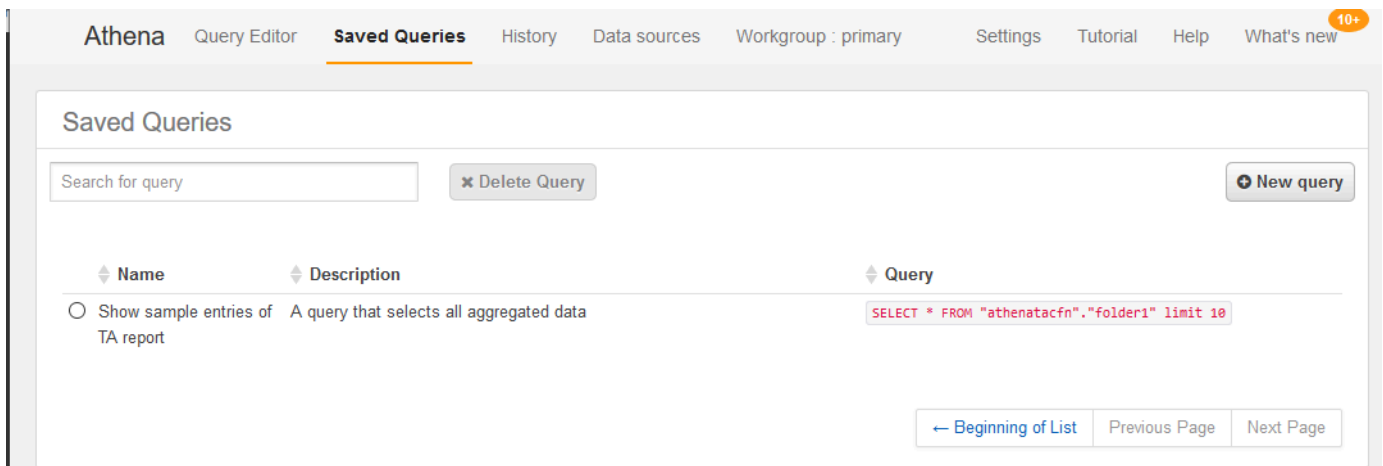 10+
Athena Query Editor Saved Queries History Data sources Workgroup : primary Settings Tutorial Help What's new
Saved Queries
Search for query Delete Query New query
Name Description Query
Show sample entries of A query that selects all aggregated data SELECT * FROM "athenatacfn"."folder1" limit 10
TA report
← Beginning of List Previous Page Next Page